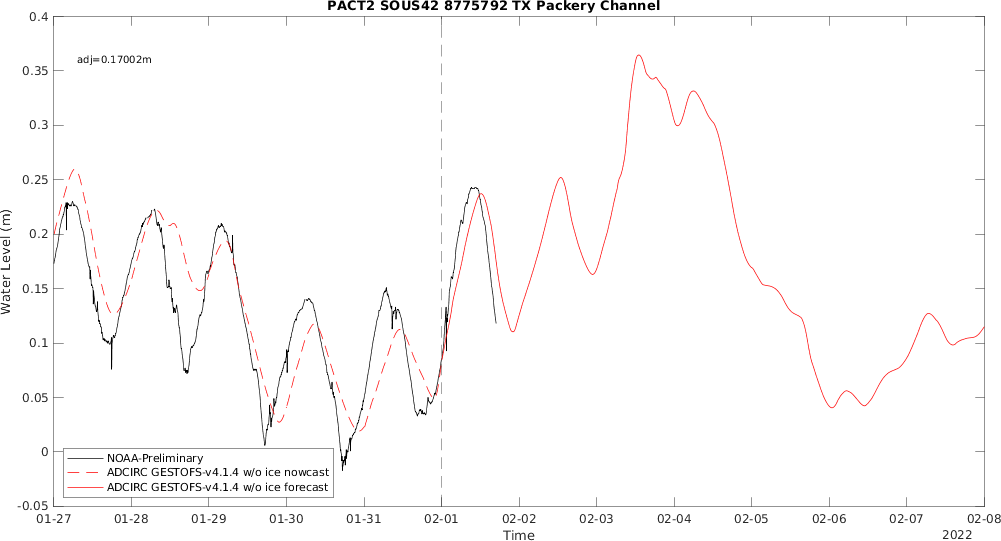 PACT2 SOUS42 8775792 TX Packery Channel
0.4
0.35
0.3
0.25
0.2
0.15
0.1
0.05
0
-0.05
Water Level (m)
adj=0.17002m
NOAA-Preliminary
ADCIRC GESTOFS-v4.1.4 w/o ice nowcast
ADCIRC GESTOFS-v4.1.4 w/o ice forecast
01-27 01-28 01-29 01-30 01-31 02-01 02-02 02-03 02-04 02-05 02-06 02-07 02-08
Time
2022